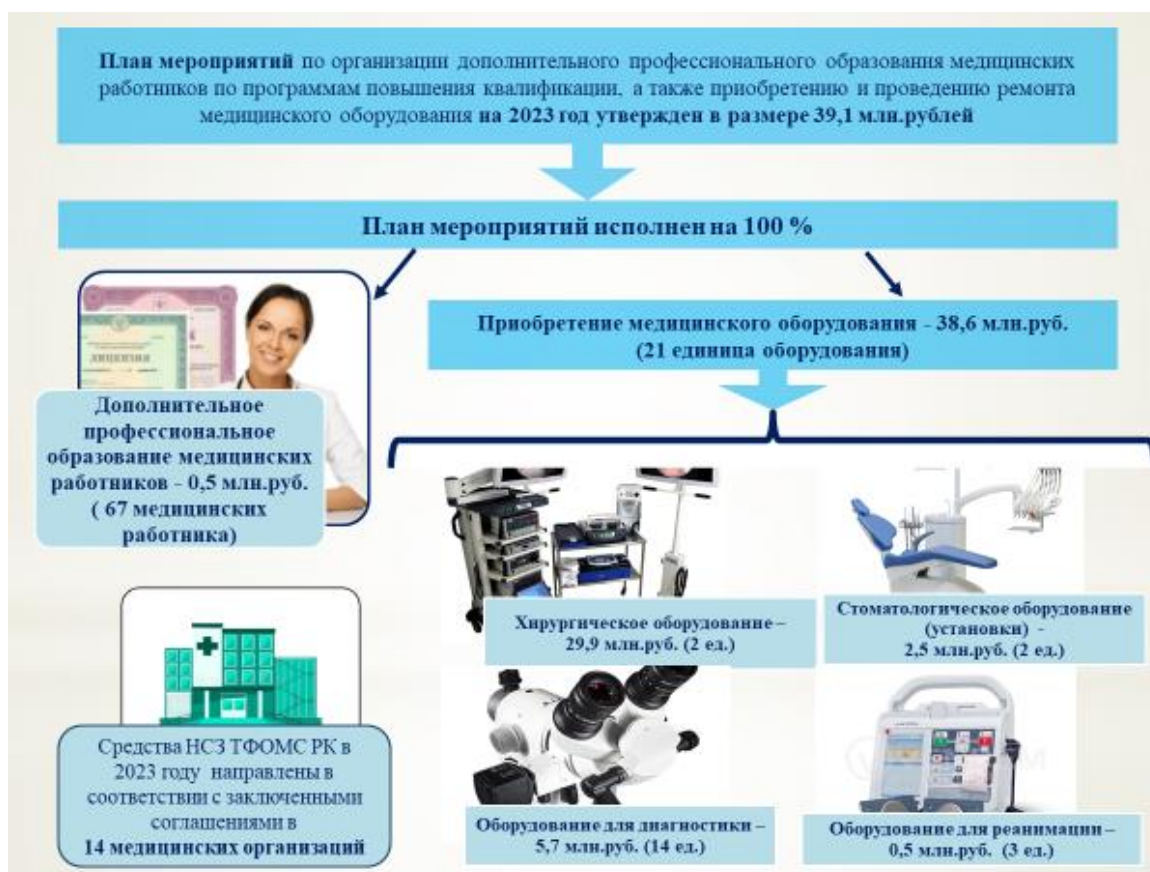 План мероприятий по организации дополнительного профессионального образования медицинских
работников по программам повышения квалификации, а также приобретению и проведению ремонта
медицинского оборудования на 2023 год утвержден в размере 39,1 млн.рублей
План мероприятий исполнен на 100 %
ЛИЦЕНЗИЯ
Дополнительное
профессиональное
образование медицинских
работников - 0,5 млн.руб.
( 67 медицинских
работника)
Приобретение медицинского оборудования - 38,6 млн.руб.
(21 единица оборудования)
Хирургическое оборудование –
29,9 млн.руб. (2 ед.)
Стоматологическое оборудование
(установки) -
2,5 млн.руб. (2 ед.)
Оборудование для диагностики –
5,7 млн.руб. (14 ед.)
Оборудование для реанимации –
0,5 млн.руб. (3 ед.)
Средства НСЗ ТФОМС РК в
2023 году направлены в
соответствии с заключенными
соглашениями в
14 медицинских организаций